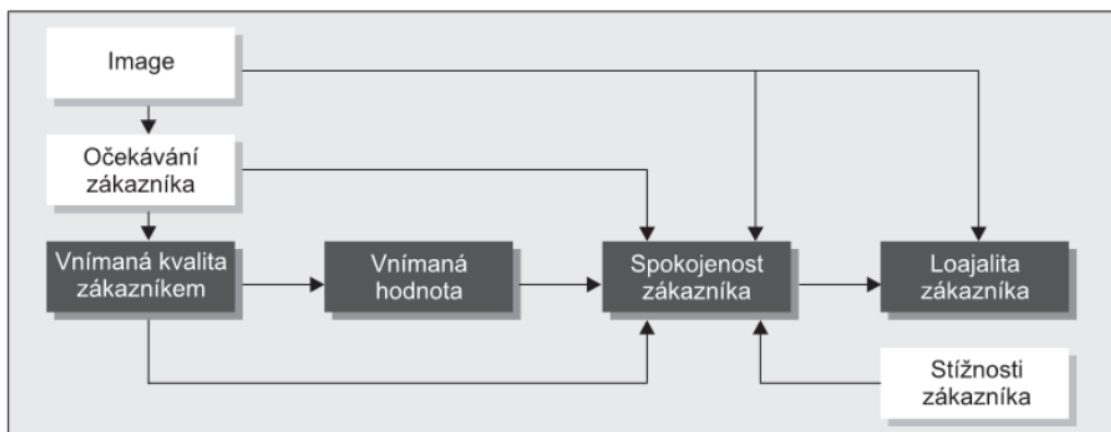 Image
Očekávání
zákazníka
Vnímaná kvalita
zákazníkem
Vnímaná
hodnota
Spokojenost
zákazníka
Loajalita
zákazníka
Stížnosti
zákazníka